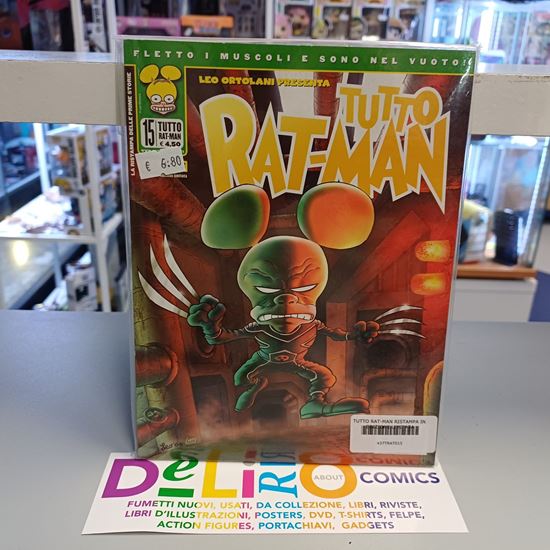 FLETTO I MUSCOLI E SONO NEL VUOTO!
LEO ORTOLANI PRESENTA
TUTTO
RAT-MAN
LA RISTAMPA DELLE PRIME STORIE
15
TUTTO
RAT-MAN
€ 4,50
€ 6.80
TUTTO RAT-MAN RISTAMPA IN
DELIRIO
ABOUT
COMICS
FUMETTI NUOVI, USATI, DA COLLEZIONE, LIBRI, RIVISTE,
LIBRI D'ILLUSTRAZIONI, POSTERS, DVD, T-SHIRTS, FELPE,
ACTION FIGURES, PORTACHIAVI, GADGETS